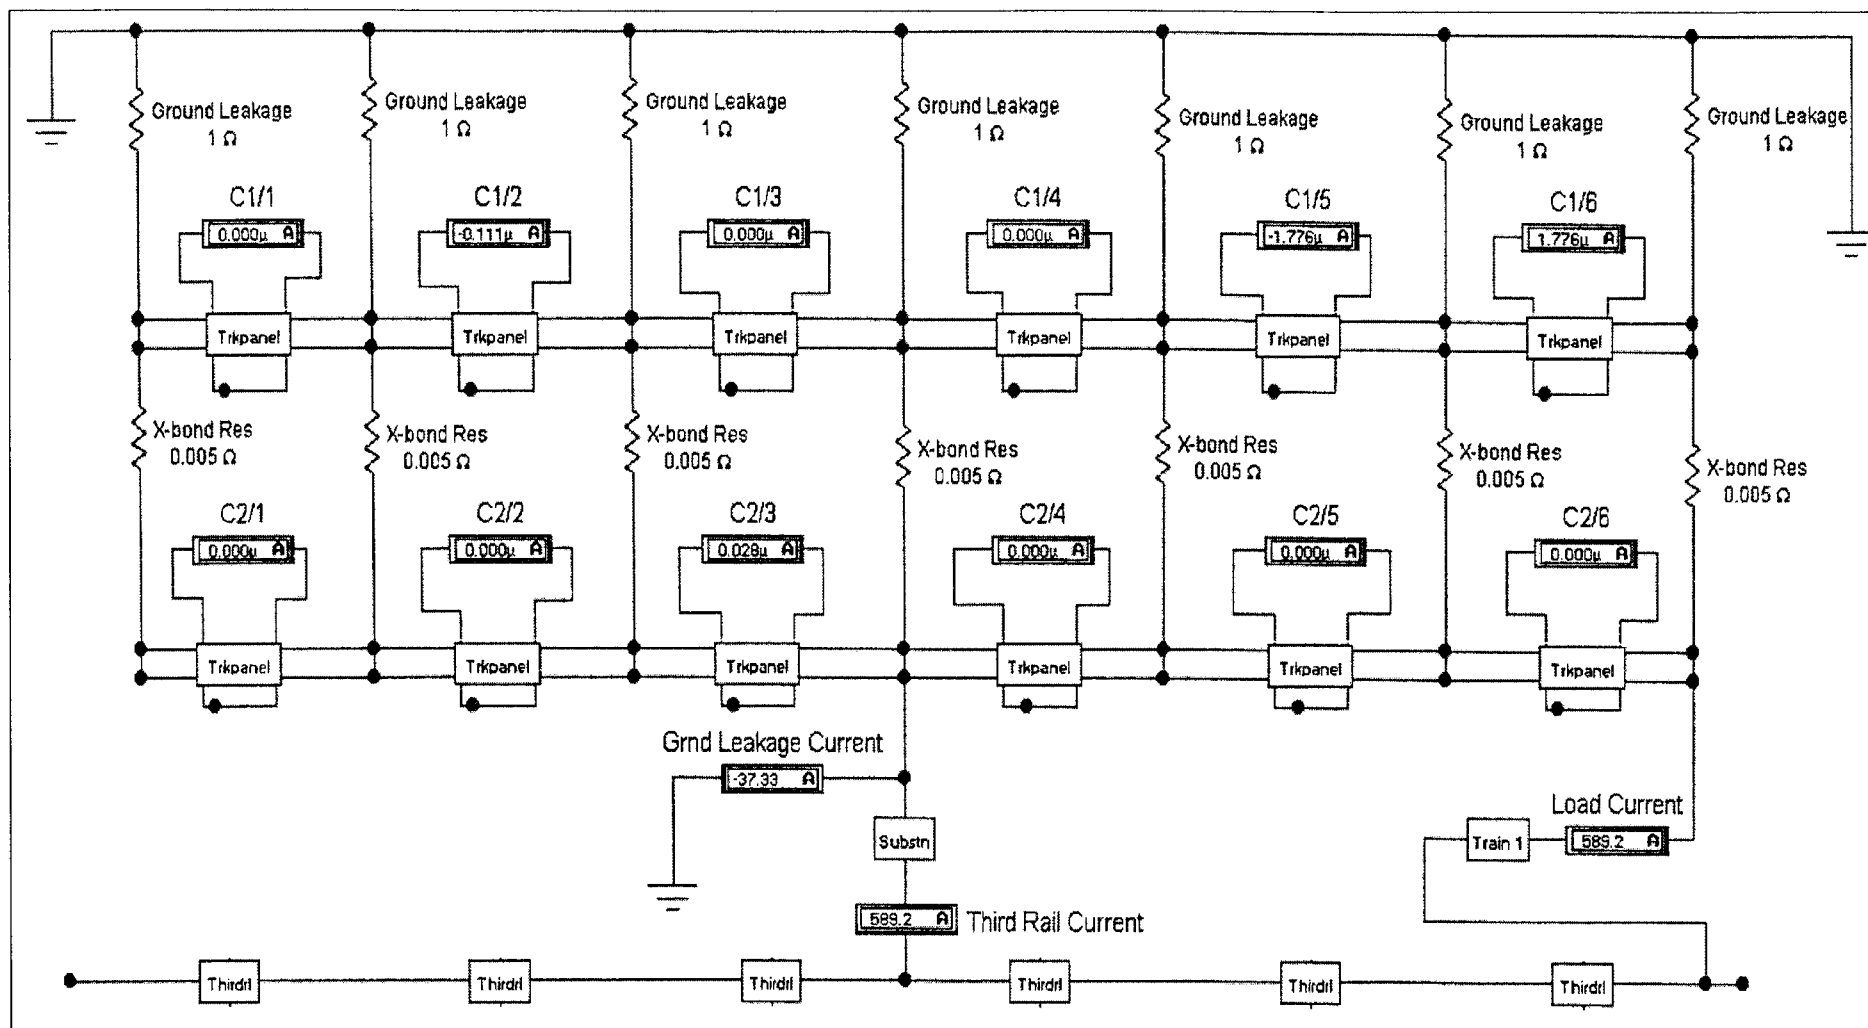 Ground Leakage
1 Ω
Ground Leakage
1 Ω
Ground Leakage
1 Ω
Ground Leakage
1 Ω
Ground Leakage
1 Ω
Ground Leakage
1 Ω
Ground Leakage
1 Ω
C1/1
0.000µ A
C1/2
-0.111µ A
C1/3
0.000µ A
C1/4
0.000µ A
C1/5
-1.776µ A
C1/6
1.776µ A
Trkpanel
Trkpanel
Trkpanel
Trkpanel
Trkpanel
Trkpanel
X-bond Res
0.005 Ω
X-bond Res
0.005 Ω
X-bond Res
0.005 Ω
X-bond Res
0.005 Ω
X-bond Res
0.005 Ω
X-bond Res
0.005 Ω
X-bond Res
0.005 Ω
C2/1
0.000µ A
C2/2
0.000µ A
C2/3
0.028µ A
C2/4
0.000µ A
C2/5
0.000µ A
C2/6
0.000µ A
Trkpanel
Trkpanel
Trkpanel
Trkpanel
Trkpanel
Trkpanel
Grnd Leakage Current
-37.33 A
Load Current
Substn
Train 1
589.2 A
589.2 A
Third Rail Current
Thirdrl
Thirdrl
Thirdrl
Thirdrl
Thirdrl
Thirdrl